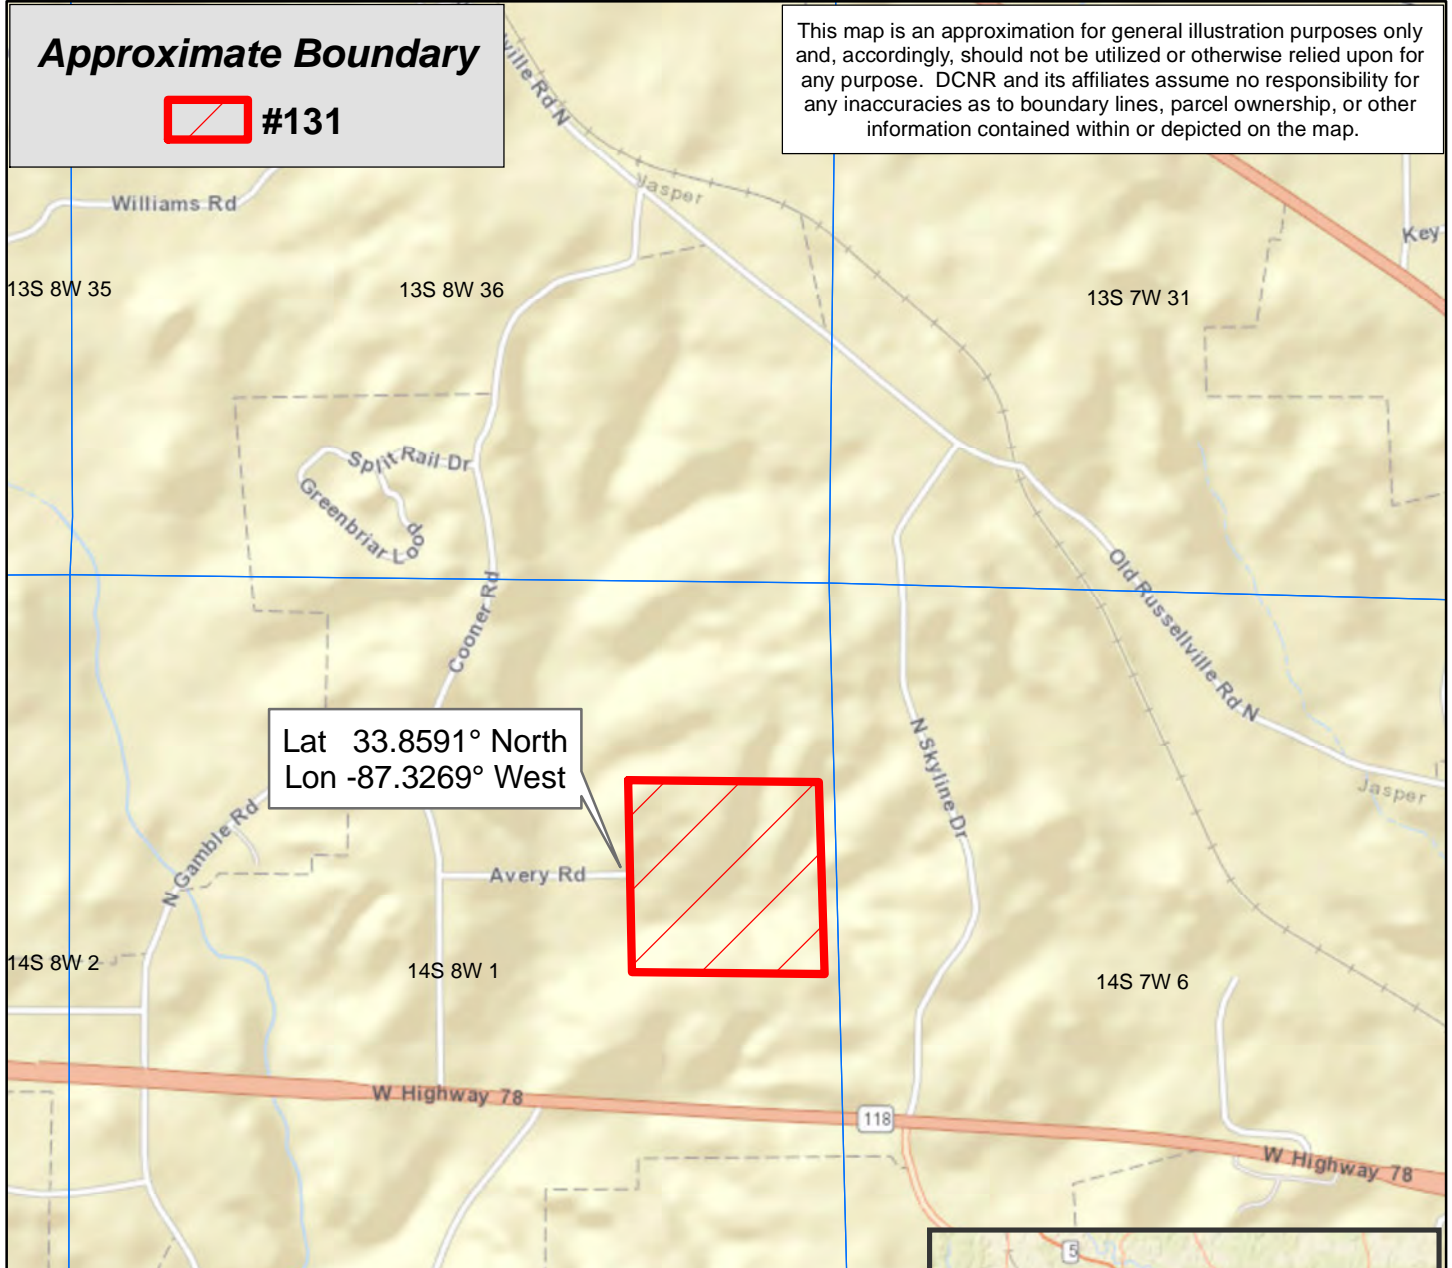 Approximate Boundary
#131
This map is an approximation for general illustration purposes only
and, accordingly, should not be utilized or otherwise relied upon for
any purpose. DCNR and its affiliates assume no responsibility for
any inaccuracies as to boundary lines, parcel ownership, or other
information contained within or depicted on the map.
ville Rd N
Williams Rd
Jasper
Key
13S 8W 35
13S 8W 36
13S 7W 31
Split Rail Dr
Greenbriar Loop
Cooner Rd
Old Russellville Rd N
Lat 33.8591° North
Lon -87.3269° West
N Skyline Dr
Jasper
N Gamble Rd
Avery Rd
14S 8W 2
14S 8W 1
14S 7W 6
W Highway 78
118
W Highway 78
5